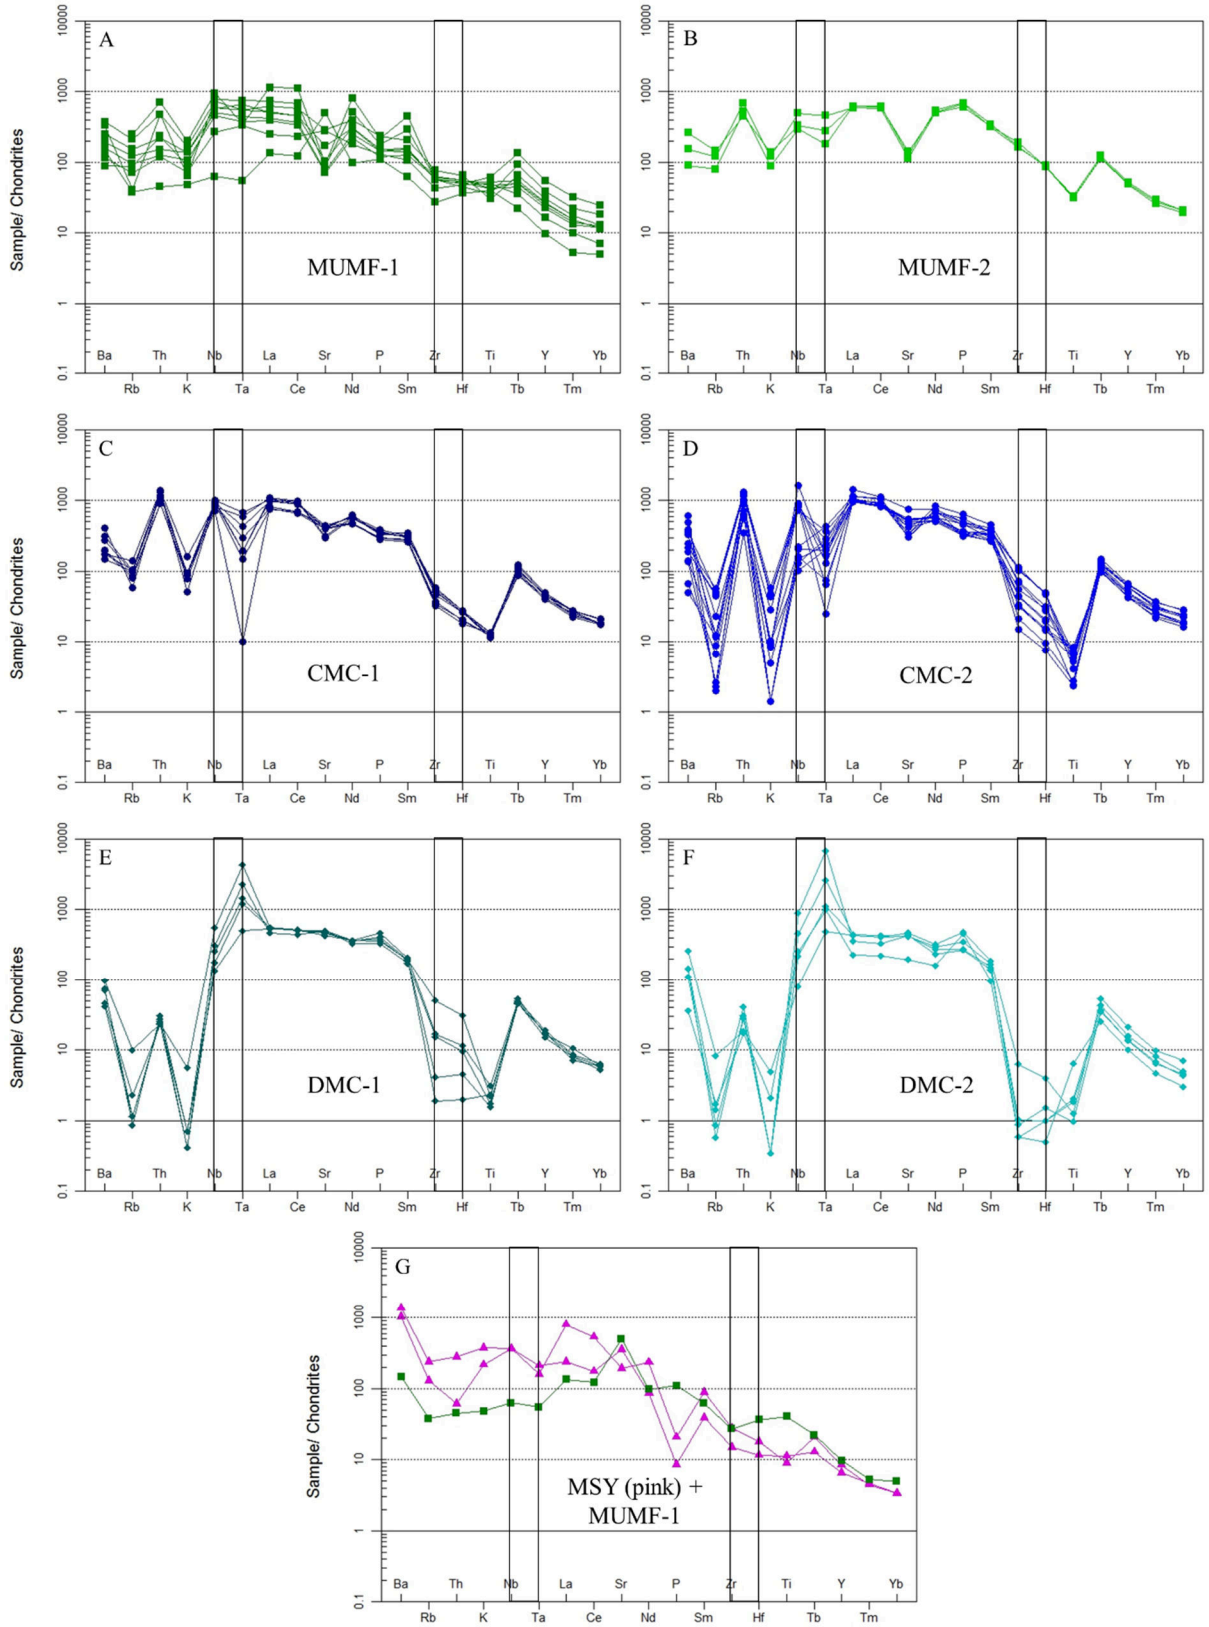 A
B
Sample/ Chondrites
10000
1000
100
10
1
0.1
MUMF-1
MUMF-2
10000
1000
100
10
1
0.1
Ba Th Nb La Sr P Zr Ti Y Yb
Rb K Ta Ce Nd Sm Hf Tb Tm
Ba Th Nb La Sr P Zr Ti Y Yb
Rb K Ta Ce Nd Sm Hf Tb Tm
C
D
Sample/ Chondrites
10000
1000
100
10
1
0.1
CMC-1
CMC-2
10000
1000
100
10
1
0.1
Ba Th Nb La Sr P Zr Ti Y Yb
Rb K Ta Ce Nd Sm Hf Tb Tm
Ba Th Nb La Sr P Zr Ti Y Yb
Rb K Ta Ce Nd Sm Hf Tb Tm
E
F
Sample/ Chondrites
10000
1000
100
10
1
0.1
DMC-1
DMC-2
10000
1000
100
10
1
0.1
Ba Th Nb La Sr P Zr Ti Y Yb
Rb K Ta Ce Nd Sm Hf Tb Tm
Ba Th Nb La Sr P Zr Ti Y Yb
Rb K Ta Ce Nd Sm Hf Tb Tm
G
Sample/ Chondrites
10000
1000
100
10
1
0.1
MSY (pink) +
MUMF-1
Ba Th K Nb La Sr P Zr Ti Y Yb
Rb K Ta Ce Nd Sm Hf Tb Tm